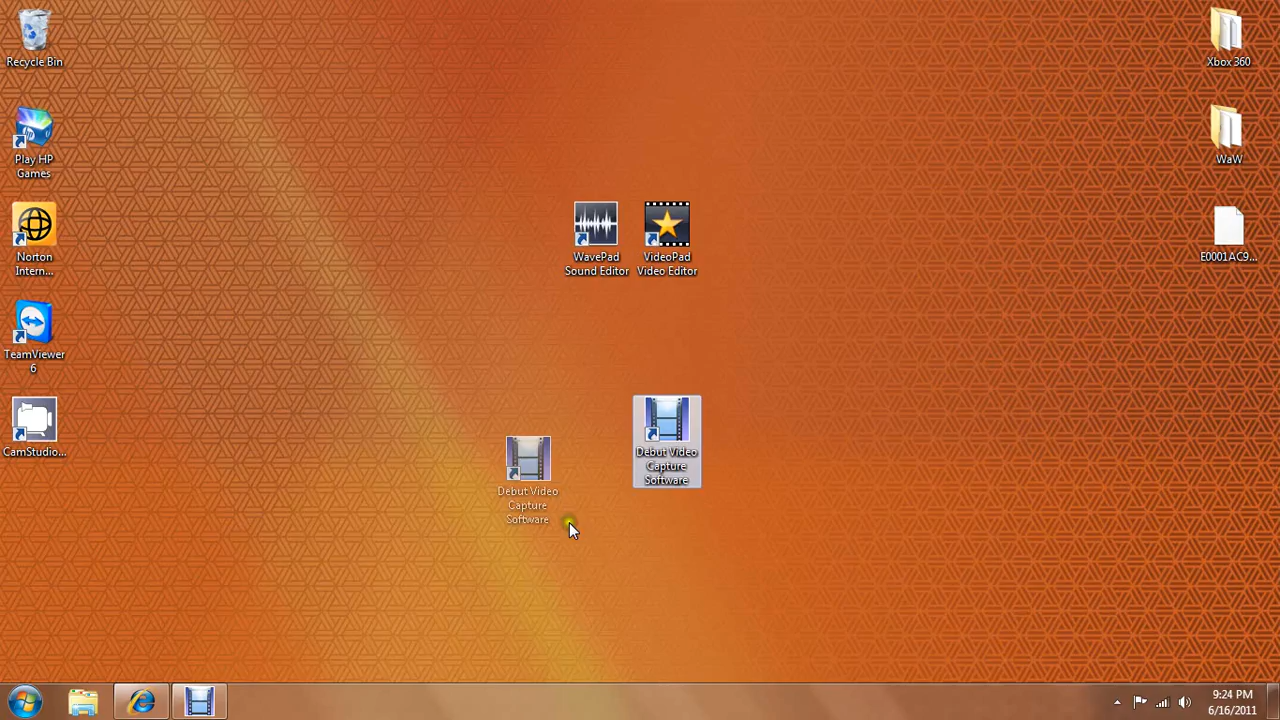 Recycle Bin
Play HP
Games
Norton
Intern...
TeamViewer
6
CamStudio...
WavePad
Sound Editor
VideoPad
Video Editor
Debut Video
Capture
Software
Debut Video
Capture
Software
Xbox 360
WaW
E0001AC9...
9:24 PM
6/16/2011